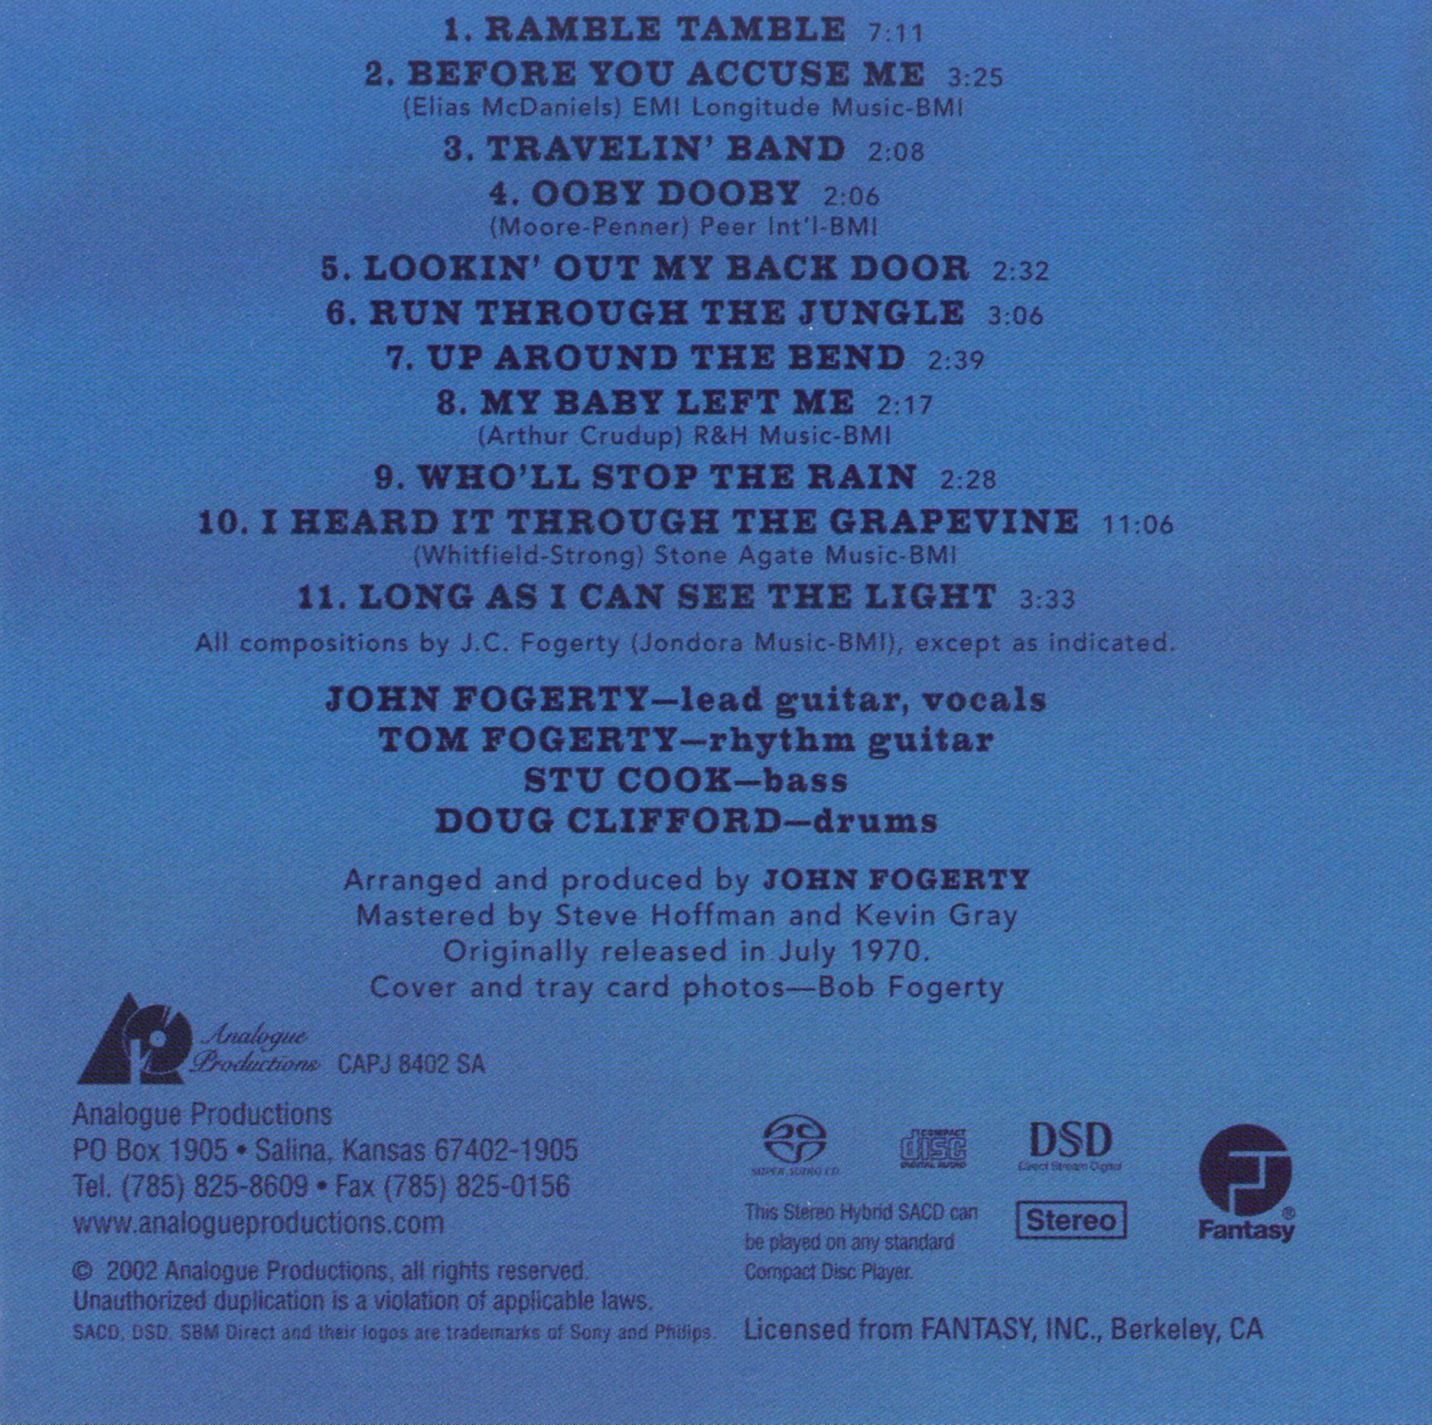 1. RAMBLE TAMBLE 7:11
2. BEFORE YOU ACCUSE ME 3:25
(Elias McDaniels) EMI Longitude Music-BMI
3. TRAVELIN' BAND 2:08
4. OOBY DOOBY 2:06
(Moore-Penner) Peer Int'l-BMI
5. LOOKIN' OUT MY BACK DOOR 2:32
6. RUN THROUGH THE JUNGLE 3:06
7. UP AROUND THE BEND 2:39
8. MY BABY LEFT ME 2:17
(Arthur Crudup) R&H Music-BMI
9. WHO'LL STOP THE RAIN 2:28
10. I HEARD IT THROUGH THE GRAPEVINE 11:06
(Whitfield-Strong) Stone Agate Music-BMI
11. LONG AS I CAN SEE THE LIGHT 3:33
All compositions by J.C. Fogerty (Jondora Music-BMI), except as indicated.
JOHN FOGERTY—lead guitar, vocals
TOM FOGERTY—rhythm guitar
STU COOK—bass
DOUG CLIFFORD—drums
Arranged and produced by JOHN FOGERTY
Mastered by Steve Hoffman and Kevin Gray
Originally released in July 1970.
Cover and tray card photos—Bob Fogerty
Analogue
Productions CAPJ 8402 SA
Analogue Productions
PO Box 1905 • Salina, Kansas 67402-1905
Tel. (785) 825-8609 • Fax (785) 825-0156
www.analogueproductions.com
© 2002 Analogue Productions, all rights reserved.
Unauthorized duplication is a violation of applicable laws.
SACD, DSD, SBM Direct and their logos are trademarks of Sony and Philips.
SUPER AUDIO CD
COMPACT
disc
DIGITAL AUDIO
DSD
Direct Stream Digital
This Stereo Hybrid SACD can
be played on any standard
Compact Disc Player.
Stereo
Fantasy®
Licensed from FANTASY, INC., Berkeley, CA